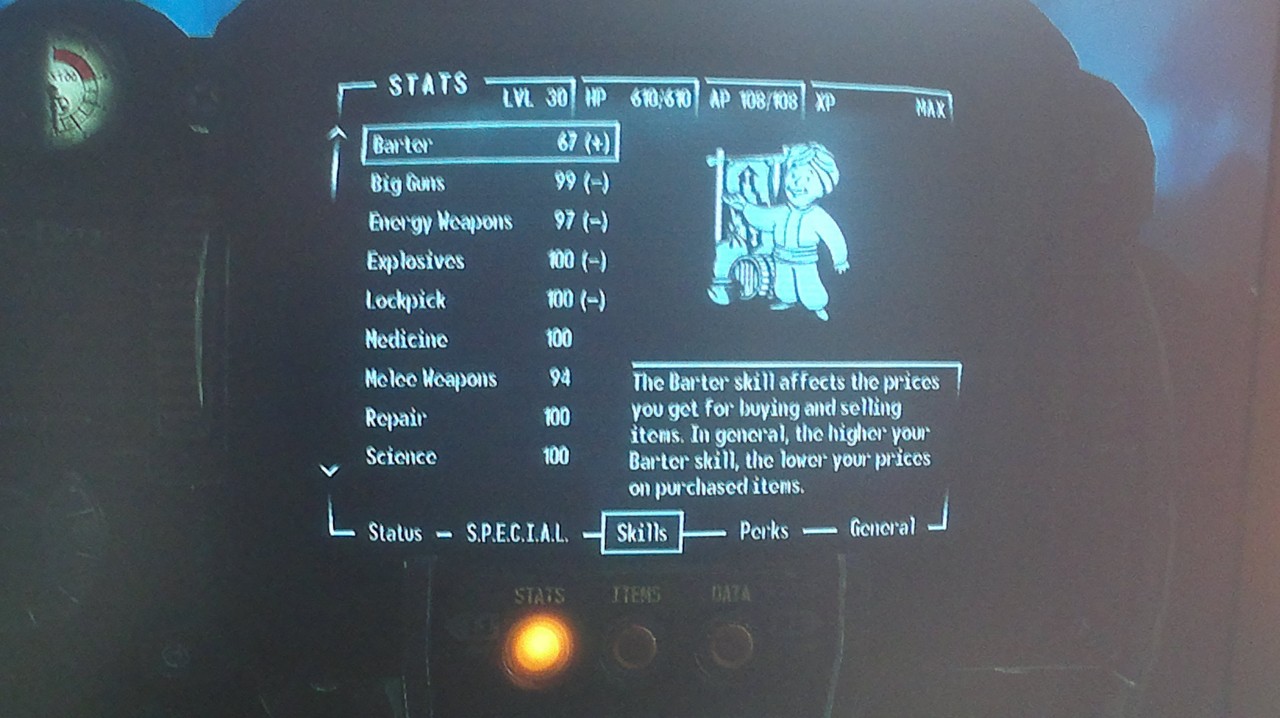 STATS
LVL 30 HP 610/610 AP 108/108 XP MAX
Barter 67 (+)
Big Guns 99 (-)
Energy Weapons 97 (-)
Explosives 100 (-)
Lockpick 100 (-)
Medicine 100
Melee Weapons 94
Repair 100
Science 100
The Barter skill affects the prices
you get for buying and selling
items. In general, the higher your
Barter skill, the lower your prices
on purchased items.
Status S.P.E.C.I.A.L. Skills Perks General
STATS ITEMS DATA